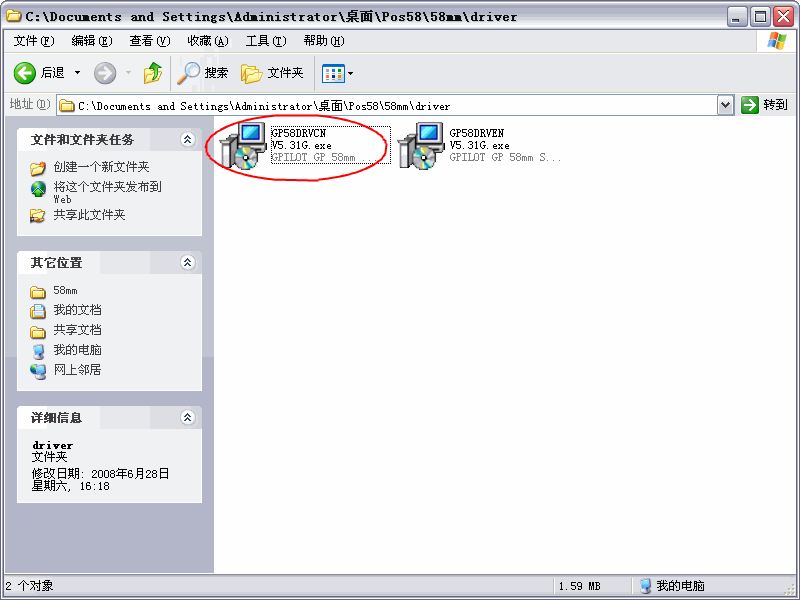 C:\Documents and Settings\Administrator\桌面\Pos58\58mm\driver
文件(F) 编辑(E) 查看(V) 收藏(A) 工具(T) 帮助(H)
后退 搜索 文件夹
地址(D) C:\Documents and Settings\Administrator\桌面\Pos58\58mm\driver 转到
文件和文件夹任务
创建一个新文件夹
将这个文件夹发布到
Web
共享此文件夹
其它位置
58mm
我的文档
共享文档
我的电脑
网上邻居
详细信息
driver
文件夹
修改日期: 2008年6月28日
星期六, 16:18
GP58DRVCN
V5.31G.exe
GPILOT GP 58mm ...
GP58DRVEN
V5.31G.exe
GPILOT GP 58mm S...
2 个对象 1.59 MB 我的电脑